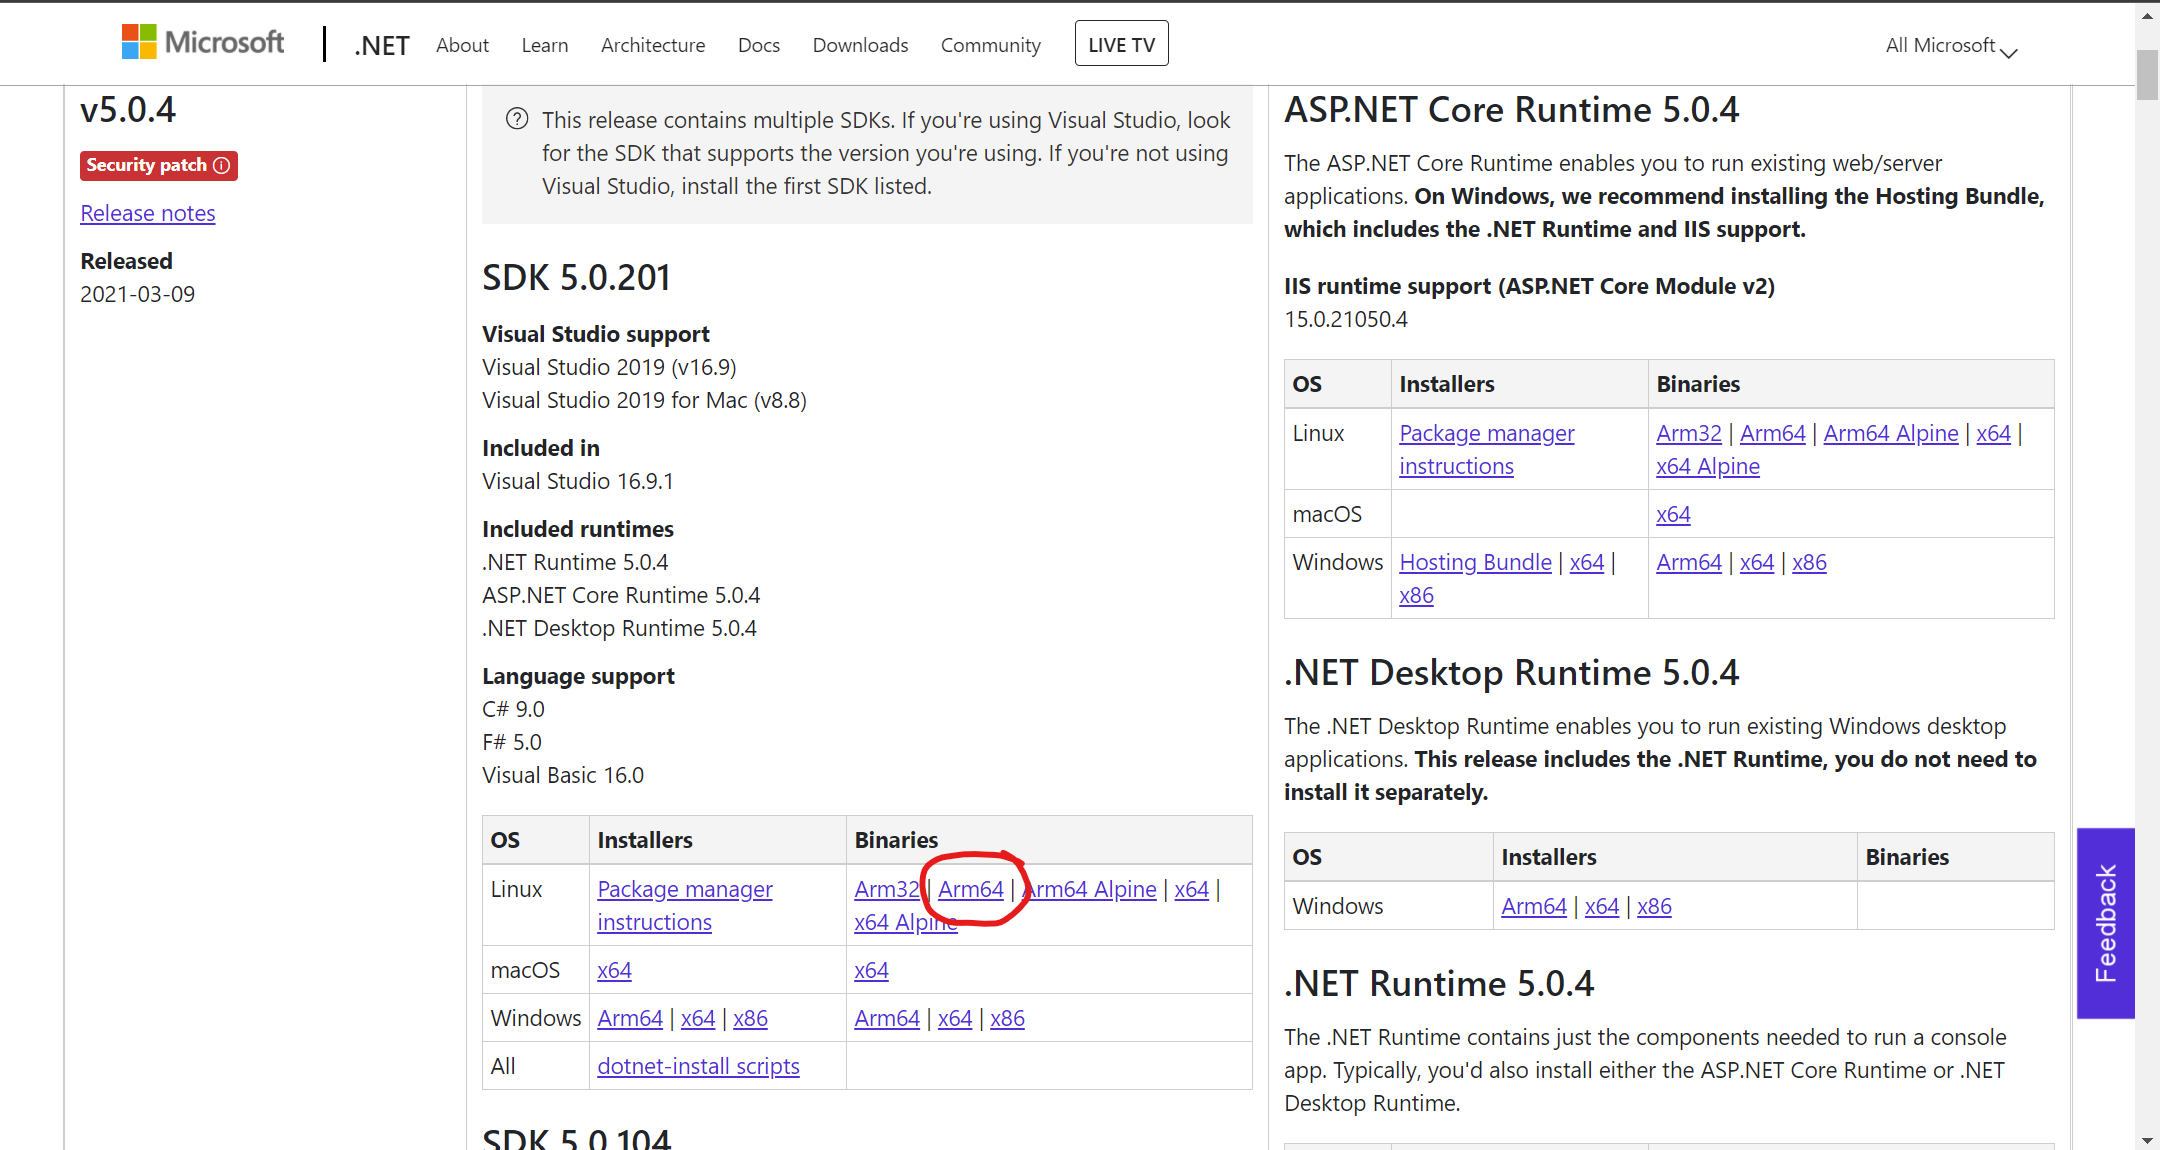 Microsoft
.NET
About
Learn
Architecture
Docs
Downloads
Community
LIVE TV
All Microsoft
v5.0.4
Security patch
Release notes
Released
2021-03-09
This release contains multiple SDKs. If you're using Visual Studio, look
for the SDK that supports the version you're using. If you're not using
Visual Studio, install the first SDK listed.
SDK 5.0.201
Visual Studio support
Visual Studio 2019 (v16.9)
Visual Studio 2019 for Mac (v8.8)
Included in
Visual Studio 16.9.1
Included runtimes
.NET Runtime 5.0.4
ASP.NET Core Runtime 5.0.4
.NET Desktop Runtime 5.0.4
Language support
C# 9.0
F# 5.0
Visual Basic 16.0
OS Installers Binaries
Linux Package manager Arm32 | Arm64 | Arm64 Alpine | x64 |
instructions x64 Alpine
macOS x64 x64
Windows Arm64 | x64 | x86 Arm64 | x64 | x86
All dotnet-install scripts
SDK 5.0.104
ASP.NET Core Runtime 5.0.4
The ASP.NET Core Runtime enables you to run existing web/server
applications. On Windows, we recommend installing the Hosting Bundle,
which includes the .NET Runtime and IIS support.
IIS runtime support (ASP.NET Core Module v2)
15.0.21050.4
OS Installers Binaries
Linux Package manager Arm32 | Arm64 | Arm64 Alpine | x64 |
instructions x64 Alpine
macOS x64
Windows Hosting Bundle | x64 | Arm64 | x64 | x86
x86
.NET Desktop Runtime 5.0.4
The .NET Desktop Runtime enables you to run existing Windows desktop
applications. This release includes the .NET Runtime, you do not need to
install it separately.
OS Installers Binaries
Windows Arm64 | x64 | x86
.NET Runtime 5.0.4
The .NET Runtime contains just the components needed to run a console
app. Typically, you'd also install either the ASP.NET Core Runtime or .NET
Desktop Runtime.
Feedback